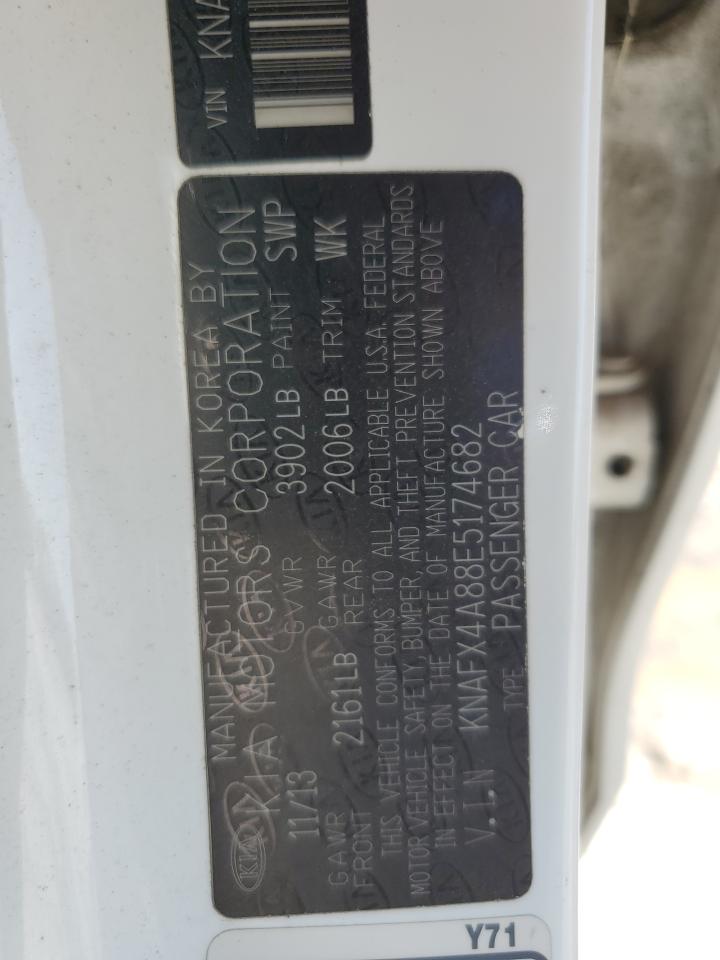 VIN KNA
KIA
MANUFACTURED IN KOREA BY
KIA MOTORS CORPORATION
11/13 GVWR 3902LB PAINT SWP
GAWR FRONT 2161LB GAWR REAR 2006LB TRIM WK
THIS VEHICLE CONFORMS TO ALL APPLICABLE U.S.A. FEDERAL
MOTOR VEHICLE SAFETY, BUMPER, AND THEFT PREVENTION STANDARDS
IN EFFECT ON THE DATE OF MANUFACTURE SHOWN ABOVE
V.I.N KNAFX4A88E5174682
TYPE PASSENGER CAR
Y71